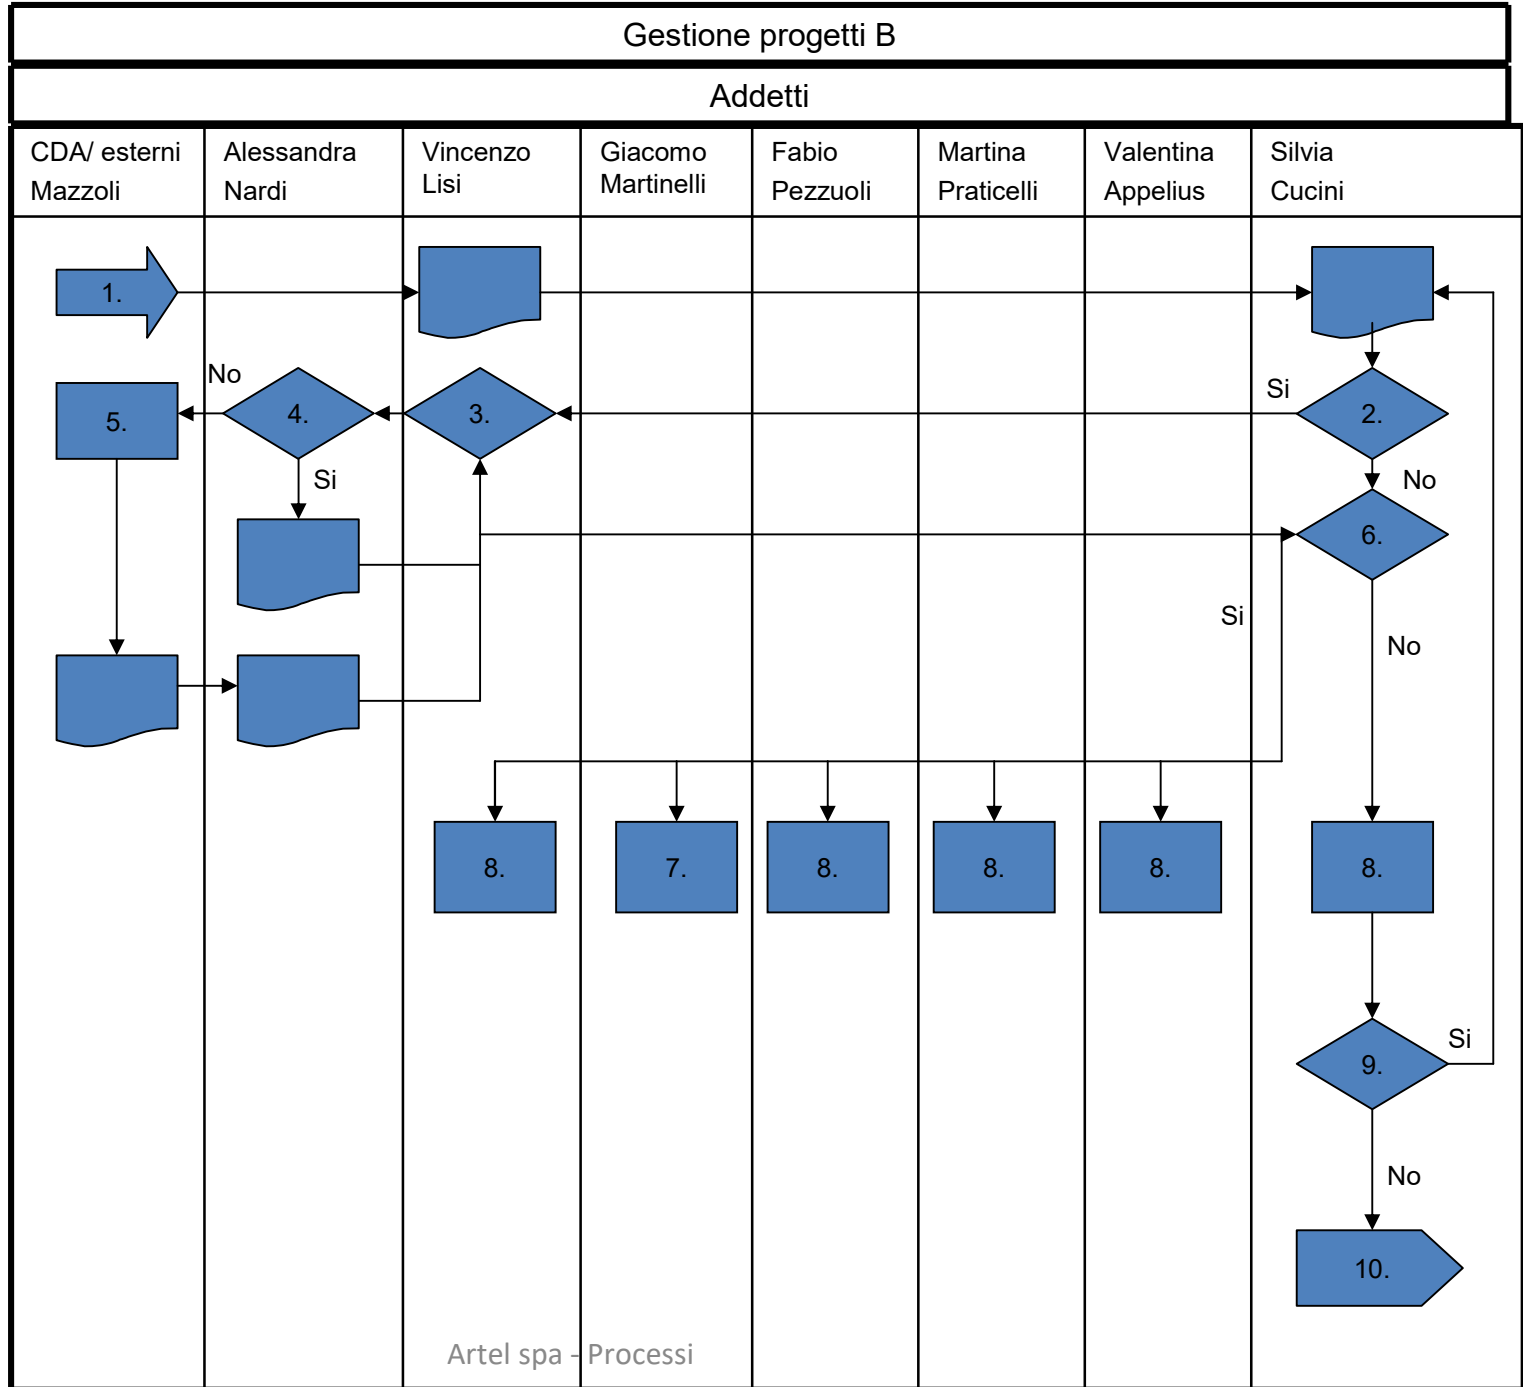 Gestione progetti B
Addetti
CDA/ esterni
Mazzoli
Alessandra
Nardi
Vincenzo
Lisi
Giacomo
Martinelli
Fabio
Pezzuoli
Martina
Praticelli
Valentina
Appelius
Silvia
Cucini
1.
No
Si
5.
4.
3.
2.
Si
No
6.
Si
No
8.
7.
8.
8.
8.
8.
Si
9.
No
10.
Artel spa - Processi